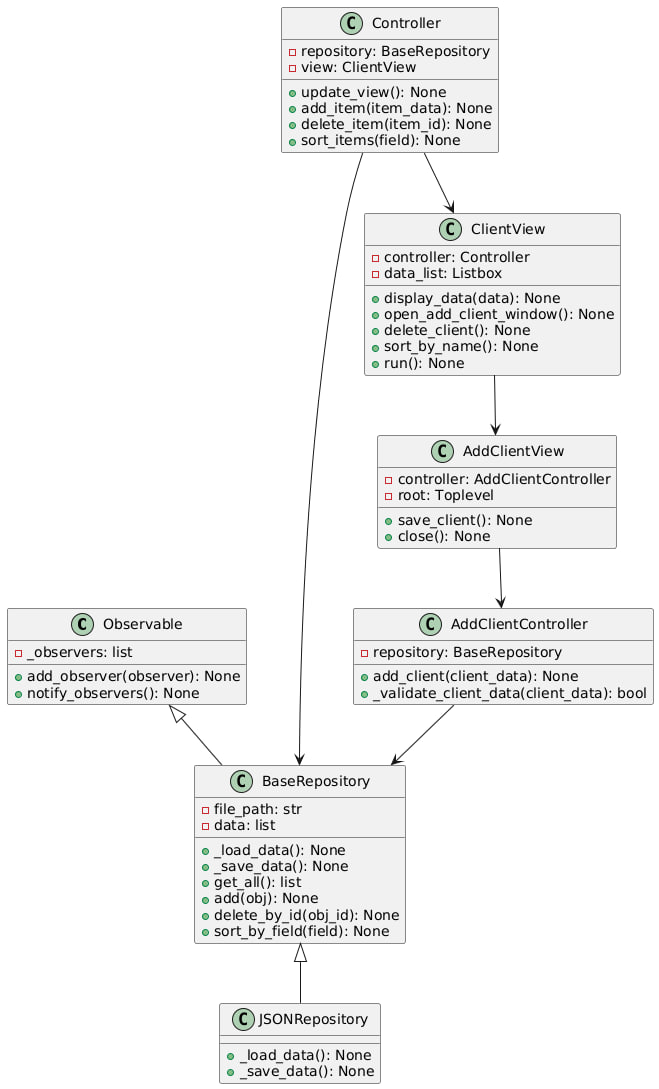 C Controller
repository: BaseRepository
view: ClientView
update_view(): None
add_item(item_data): None
delete_item(item_id): None
sort_items(field): None
C ClientView
controller: Controller
data_list: Listbox
display_data(data): None
open_add_client_window(): None
delete_client(): None
sort_by_name(): None
run(): None
C AddClientView
controller: AddClientController
root: Toplevel
save_client(): None
close(): None
C Observable
_observers: list
add_observer(observer): None
notify_observers(): None
C AddClientController
repository: BaseRepository
add_client(client_data): None
_validate_client_data(client_data): bool
C BaseRepository
file_path: str
data: list
_load_data(): None
_save_data(): None
get_all(): list
add(obj): None
delete_by_id(obj_id): None
sort_by_field(field): None
C JSONRepository
_load_data(): None
_save_data(): None